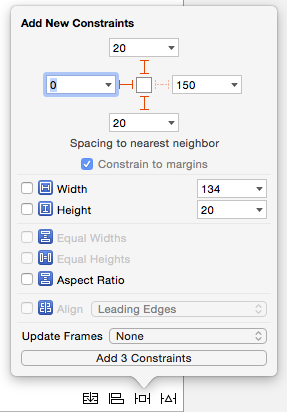 Add New Constraints
20
0
150
20
Spacing to nearest neighbor
Constrain to margins
Width 134
Height 20
Equal Widths
Equal Heights
Aspect Ratio
Align Leading Edges
Update Frames None
Add 3 Constraints